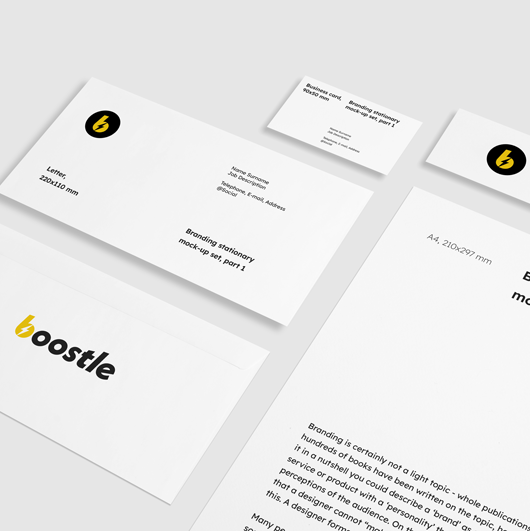 Business card,
90x50 mm
Branding stationary
mock-up set, part 1
Name Surname
Job Description
Telephone, E-mail, Address
@Social
b
Letter,
220x110 mm
Name Surname
Job Description
Telephone, E-mail, Address
@Social
Branding stationary
mock-up set, part 1
b
boostle
A4, 210x297 mm
B
mo
Branding is certainly not a light topic - whole publication
hundreds of books have been written on the topic, h
it in a nutshell you could describe a 'brand' as
service or product with a 'personality' th
perceptions of the audience. On th
that a designer cannot "mak
this. A designer forms
Many pe
so